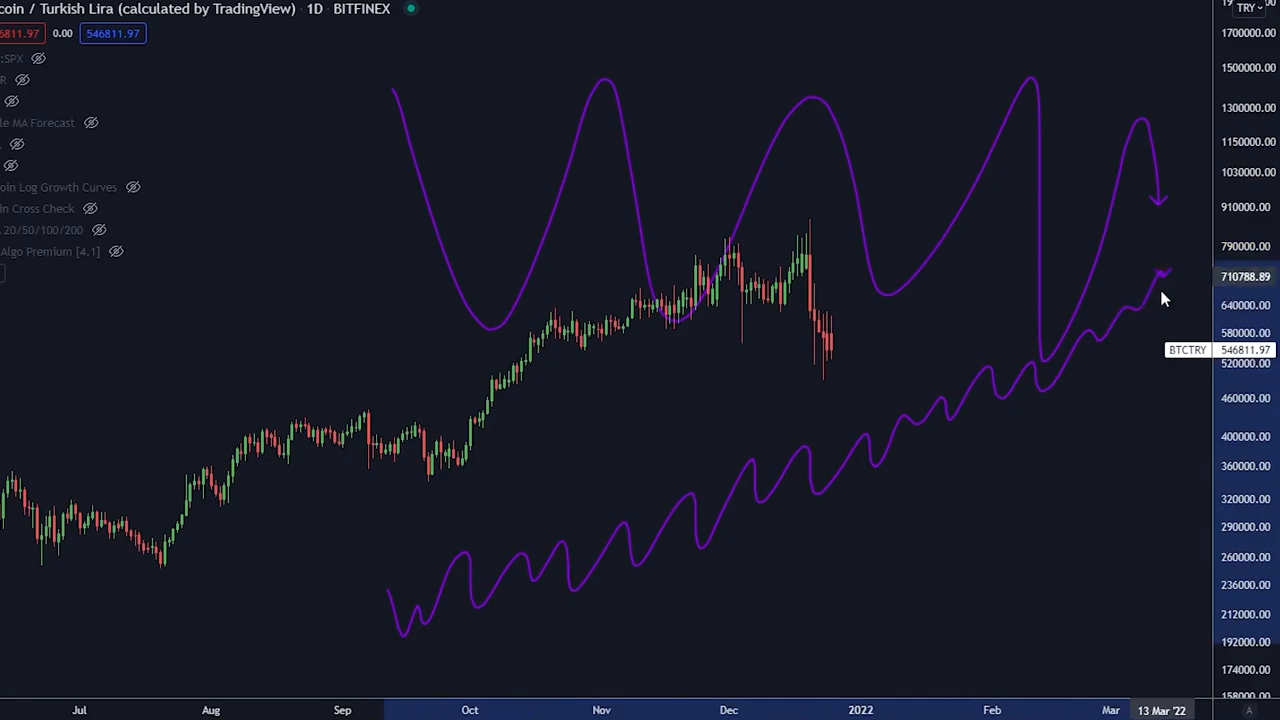 coin / Turkish Lira (calculated by TradingView) · 1D · BITFINEX
6811.97 0.00 546811.97
:SPX
R
le MA Forecast
oin Log Growth Curves
in Cross Check
20/50/100/200
Algo Premium [4.1]
TRY
1700000.00
1500000.00
1300000.00
1150000.00
1030000.00
910000.00
790000.00
710788.89
640000.00
580000.00
BTCTRY 546811.97
520000.00
460000.00
400000.00
360000.00
320000.00
290000.00
260000.00
236000.00
212000.00
192000.00
174000.00
158000.00
Jul Aug Sep Oct Nov Dec 2022 Feb Mar 13 Mar '22 A